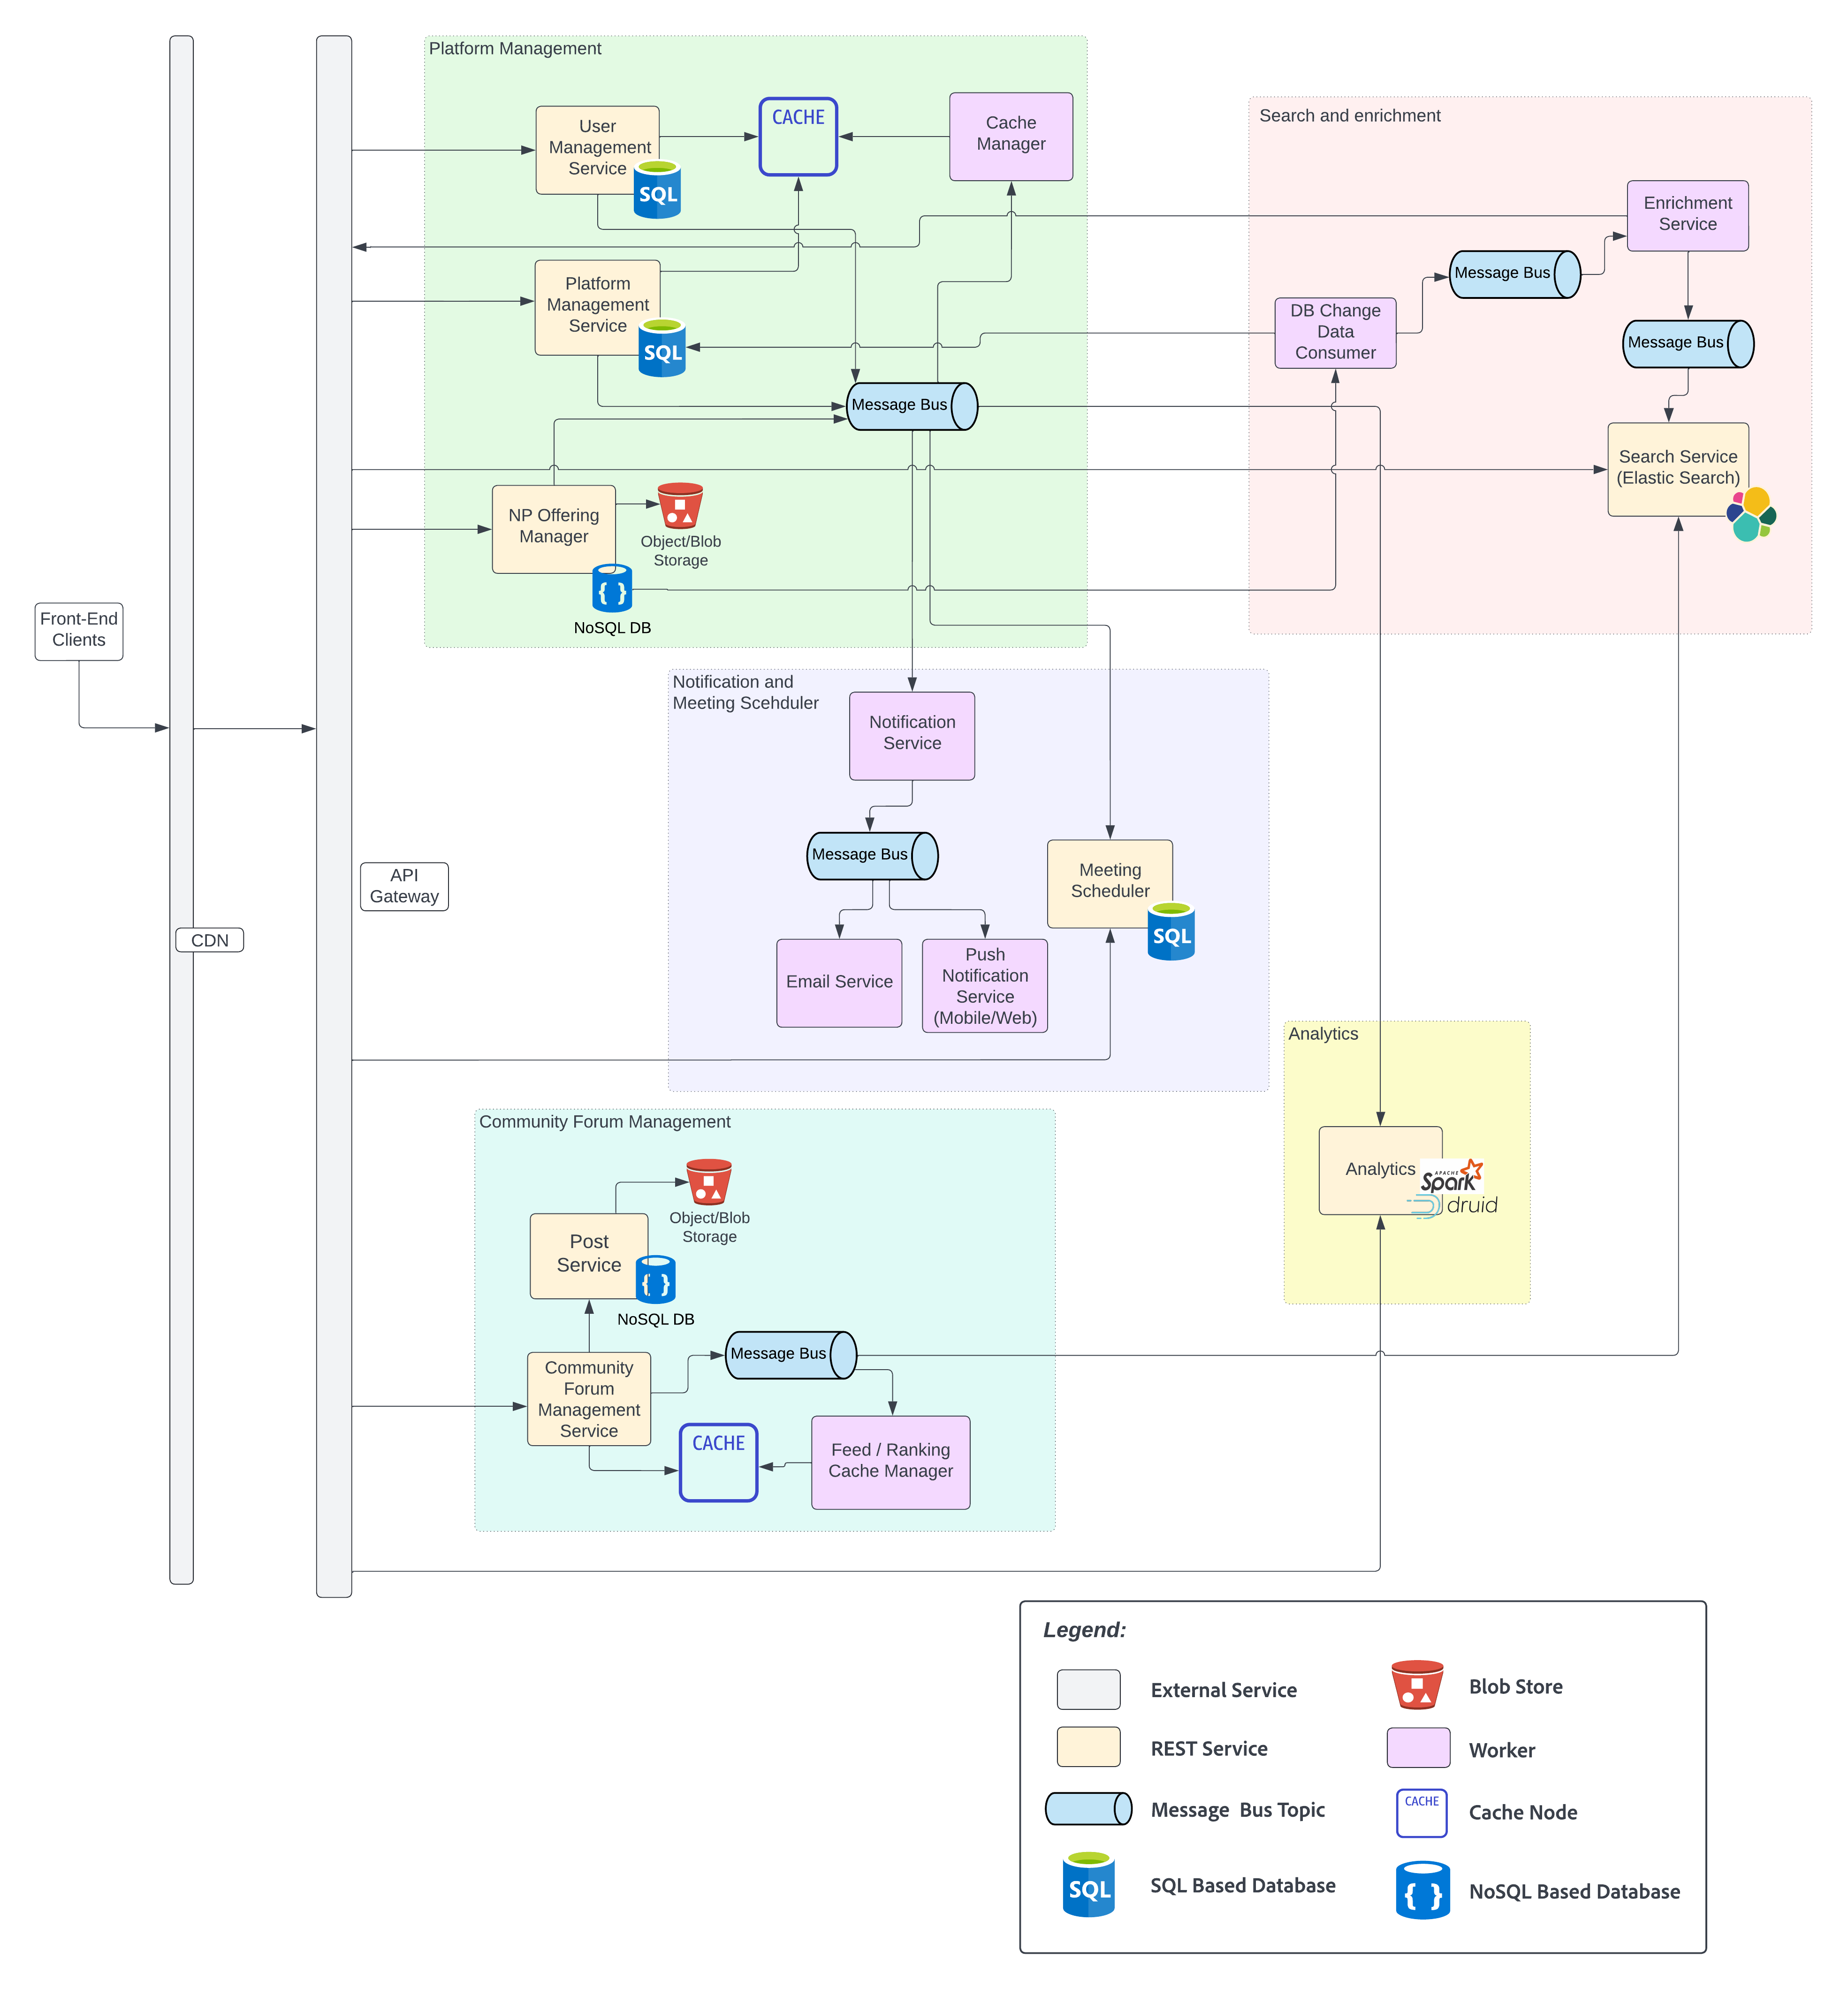 Platform Management
User
Management
Service
SQL
CACHE
Cache
Manager
Search and enrichment
Enrichment
Service
Platform
Management
Service
SQL
Message Bus
DB Change
Data
Consumer
Message Bus
Message Bus
Search Service
(Elastic Search)
NP Offering
Manager
Object/Blob
Storage
{ }
NoSQL DB
Front-End
Clients
Notification and
Meeting Scehduler
Notification
Service
Message Bus
Meeting
Scheduler
SQL
API
Gateway
CDN
Email Service
Push
Notification
Service
(Mobile/Web)
Analytics
Analytics
APACHE
Spark
druid
Community Forum Management
Object/Blob
Storage
Post
Service
{ }
NoSQL DB
Message Bus
Community
Forum
Management
Service
CACHE
Feed / Ranking
Cache Manager
Legend:
External Service
Blob Store
REST Service
Worker
Message Bus Topic
CACHE
Cache Node
SQL
SQL Based Database
{ }
NoSQL Based Database